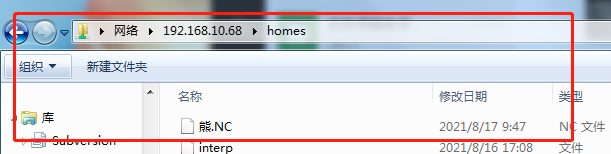 网络 192.168.10.68 homes
组织 新建文件夹
名称 修改日期 类型
库 熊.NC 2021/8/17 9:47 NC 文件
Subversion interp 2021/8/16 17:08 文件